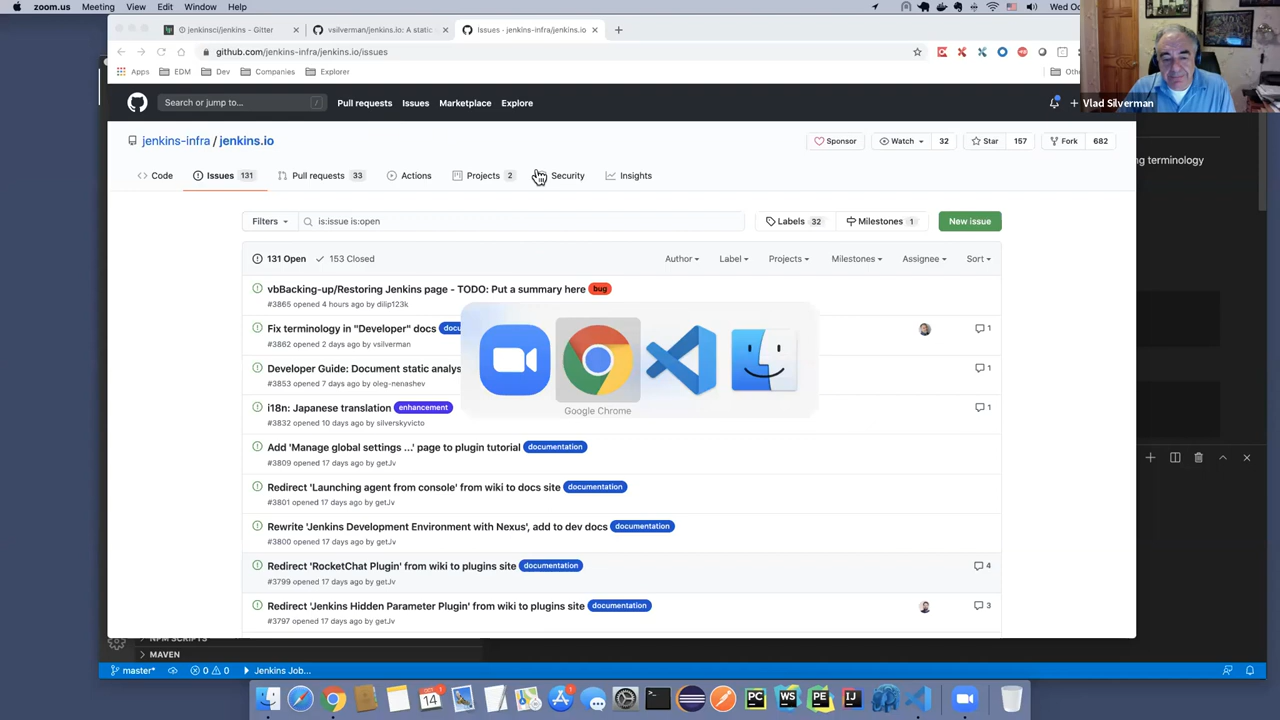 zoom.us Meeting View Edit Window Help
jenkinsci/jenkins.io - Gitter
vsilverman/jenkins.io: A static
Issues · jenkins-infra/jenkins.io
github.com/jenkins-infra/jenkins.io/issues
Apps EDM Dev Companies Explorer
Search or jump to... /
Pull requests Issues Marketplace Explore
Vlad Silverman
jenkins-infra / jenkins.io
Sponsor Watch 32 Star 157 Fork 682
Code Issues 131 Pull requests 33 Actions Projects 2 Security Insights
terminology
Filters is:issue is:open Labels 32 Milestones 1 New issue
131 Open 153 Closed Author Label Projects Milestones Assignee Sort
vbBacking-up/Restoring Jenkins page - TODO: Put a summary here bug
#3865 opened 4 hours ago by dilip123k
Fix terminology in "Developer" docs
1
#3862 opened 2 days ago by vsilverman
Developer Guide: Document static analys
1
#3853 opened 7 days ago by oleg-nenashev
i18n: Japanese translation enhancement
1
#3832 opened 10 days ago by silverskyvicto
Google Chrome
Add 'Manage global settings ...' page to plugin tutorial documentation
#3809 opened 17 days ago by getJv
Redirect 'Launching agent from console' from wiki to docs site documentation
#3801 opened 17 days ago by getJv
Rewrite 'Jenkins Development Environment with Nexus', add to dev docs documentation
#3800 opened 17 days ago by getJv
Redirect 'RocketChat Plugin' from wiki to plugins site documentation
4
#3799 opened 17 days ago by getJv
Redirect 'Jenkins Hidden Parameter Plugin' from wiki to plugins site documentation
3
#3797 opened 17 days ago by getJv
NPM SCRIPTS
MAVEN
master* 0 0 Jenkins Job...
14
PC WS PE IJ